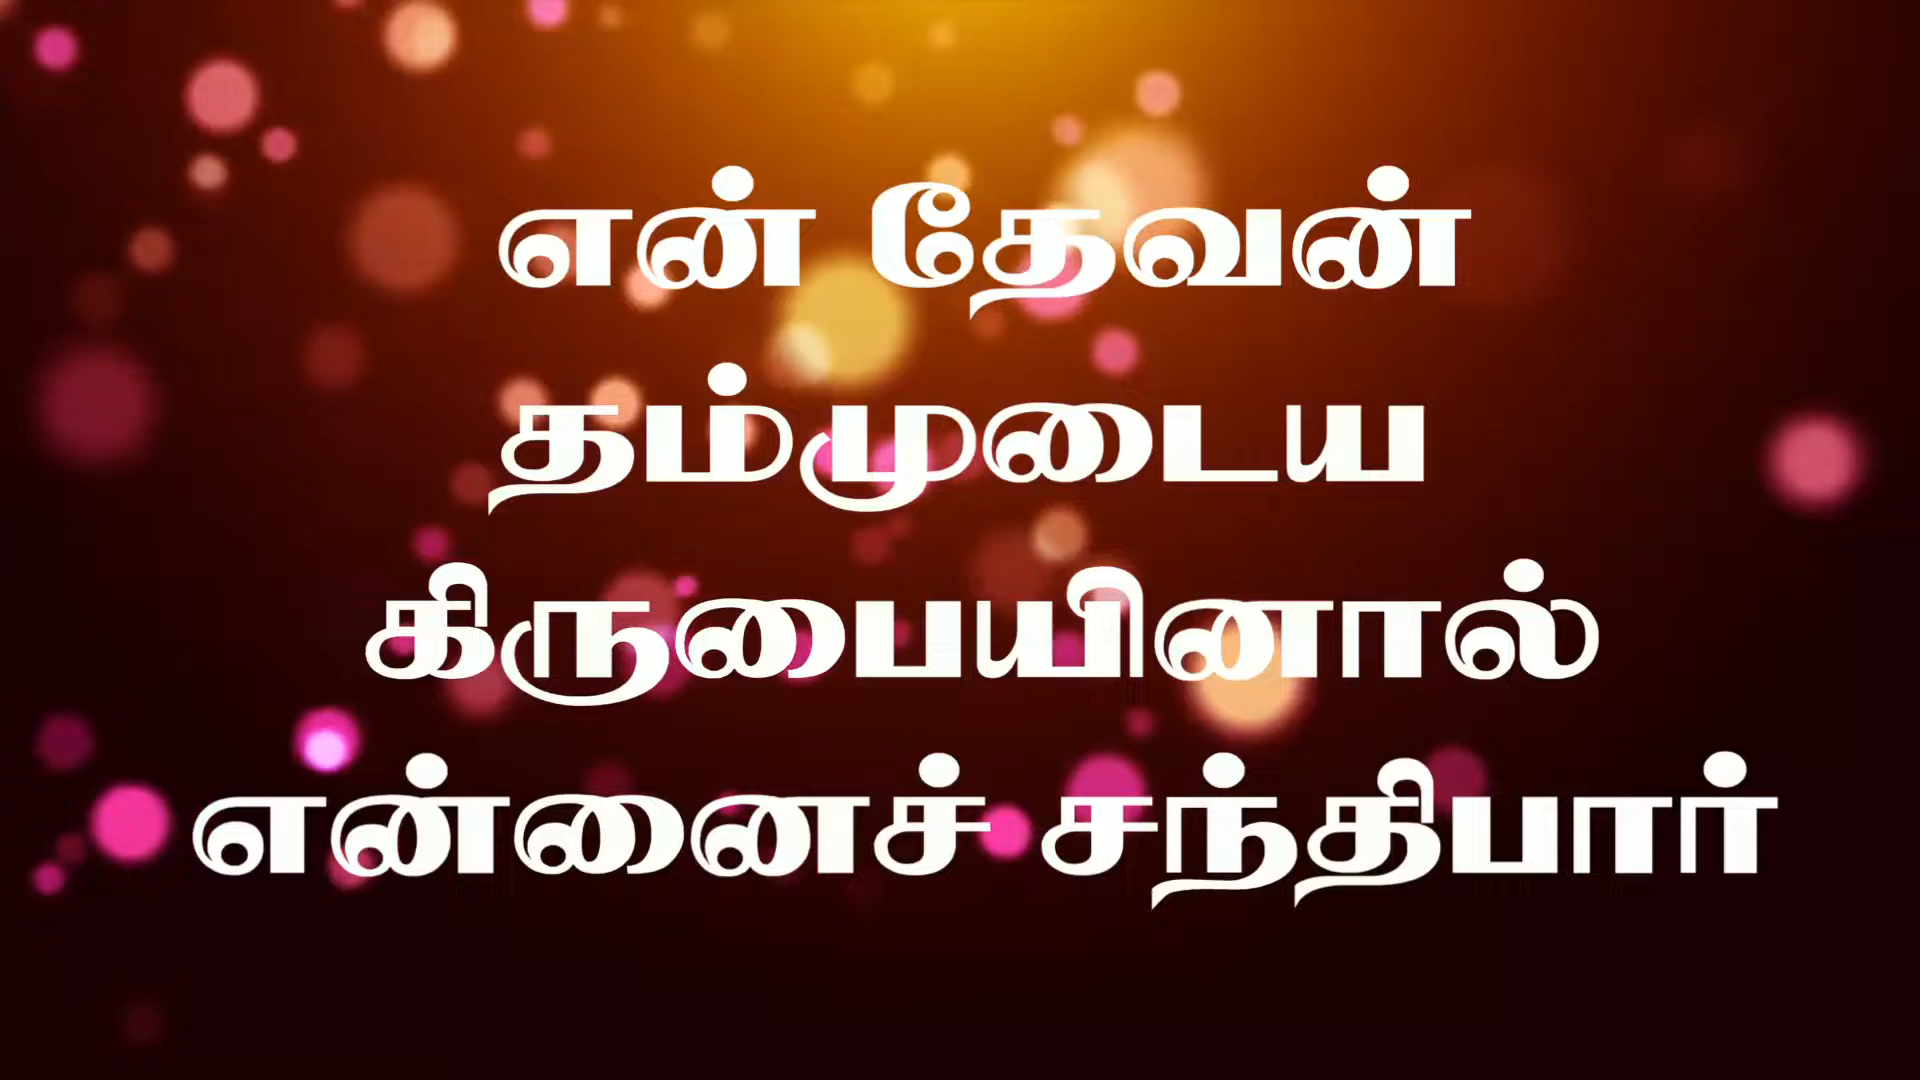 என் தேவன்
தம்முடைய
கிருபையினால்
என்னைச் சந்திபார்